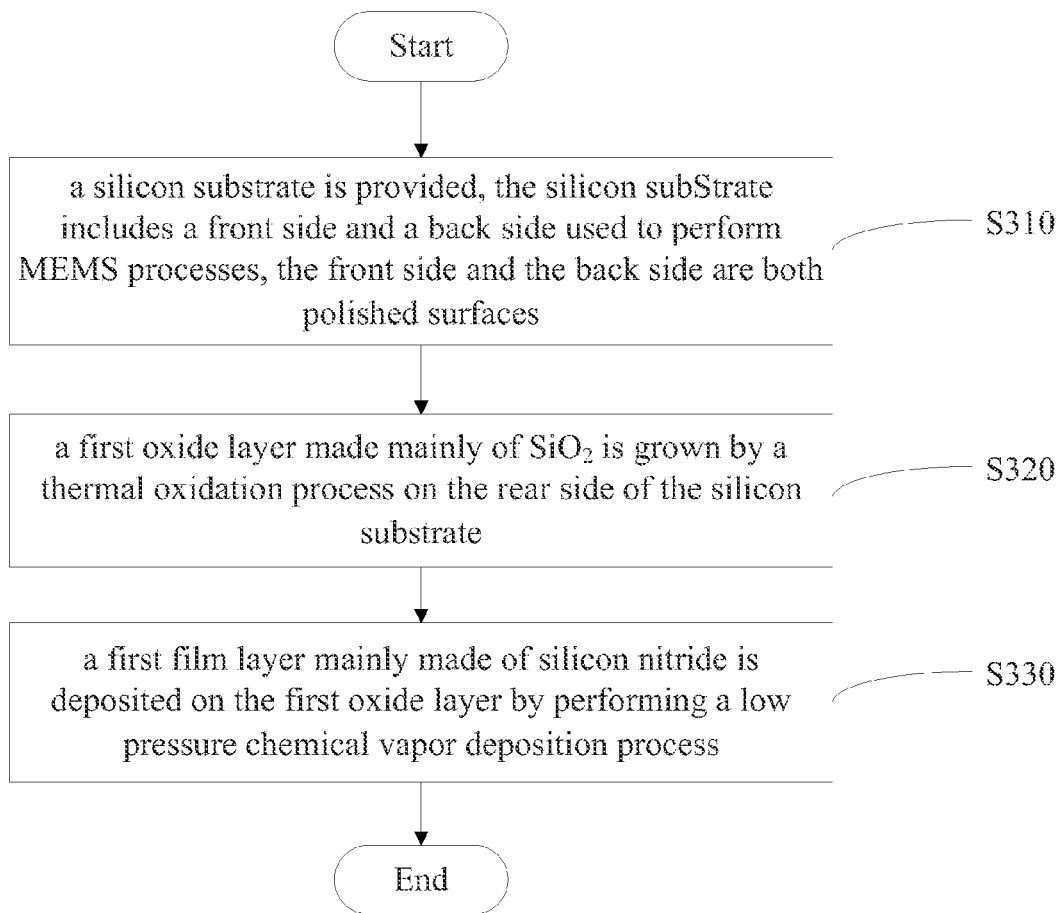 Start
a silicon substrate is provided, the silicon subStrate
includes a front side and a back side used to perform
MEMS processes, the front side and the back side are both
polished surfaces
S310
a first oxide layer made mainly of SiO₂ is grown by a
thermal oxidation process on the rear side of the silicon
substrate
S320
a first film layer mainly made of silicon nitride is
deposited on the first oxide layer by performing a low
pressure chemical vapor deposition process
S330
End